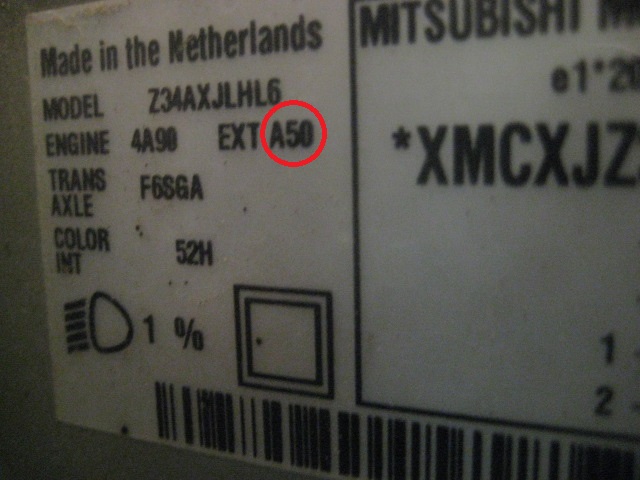 Made in the Netherlands
MODEL Z34AXJLHL6
ENGINE 4A90 EXT A50
TRANS AXLE F6SGA
COLOR INT 52H
1 %
MITSUBISHI M
e1*20
*XMCXJZ
1 -
2 -